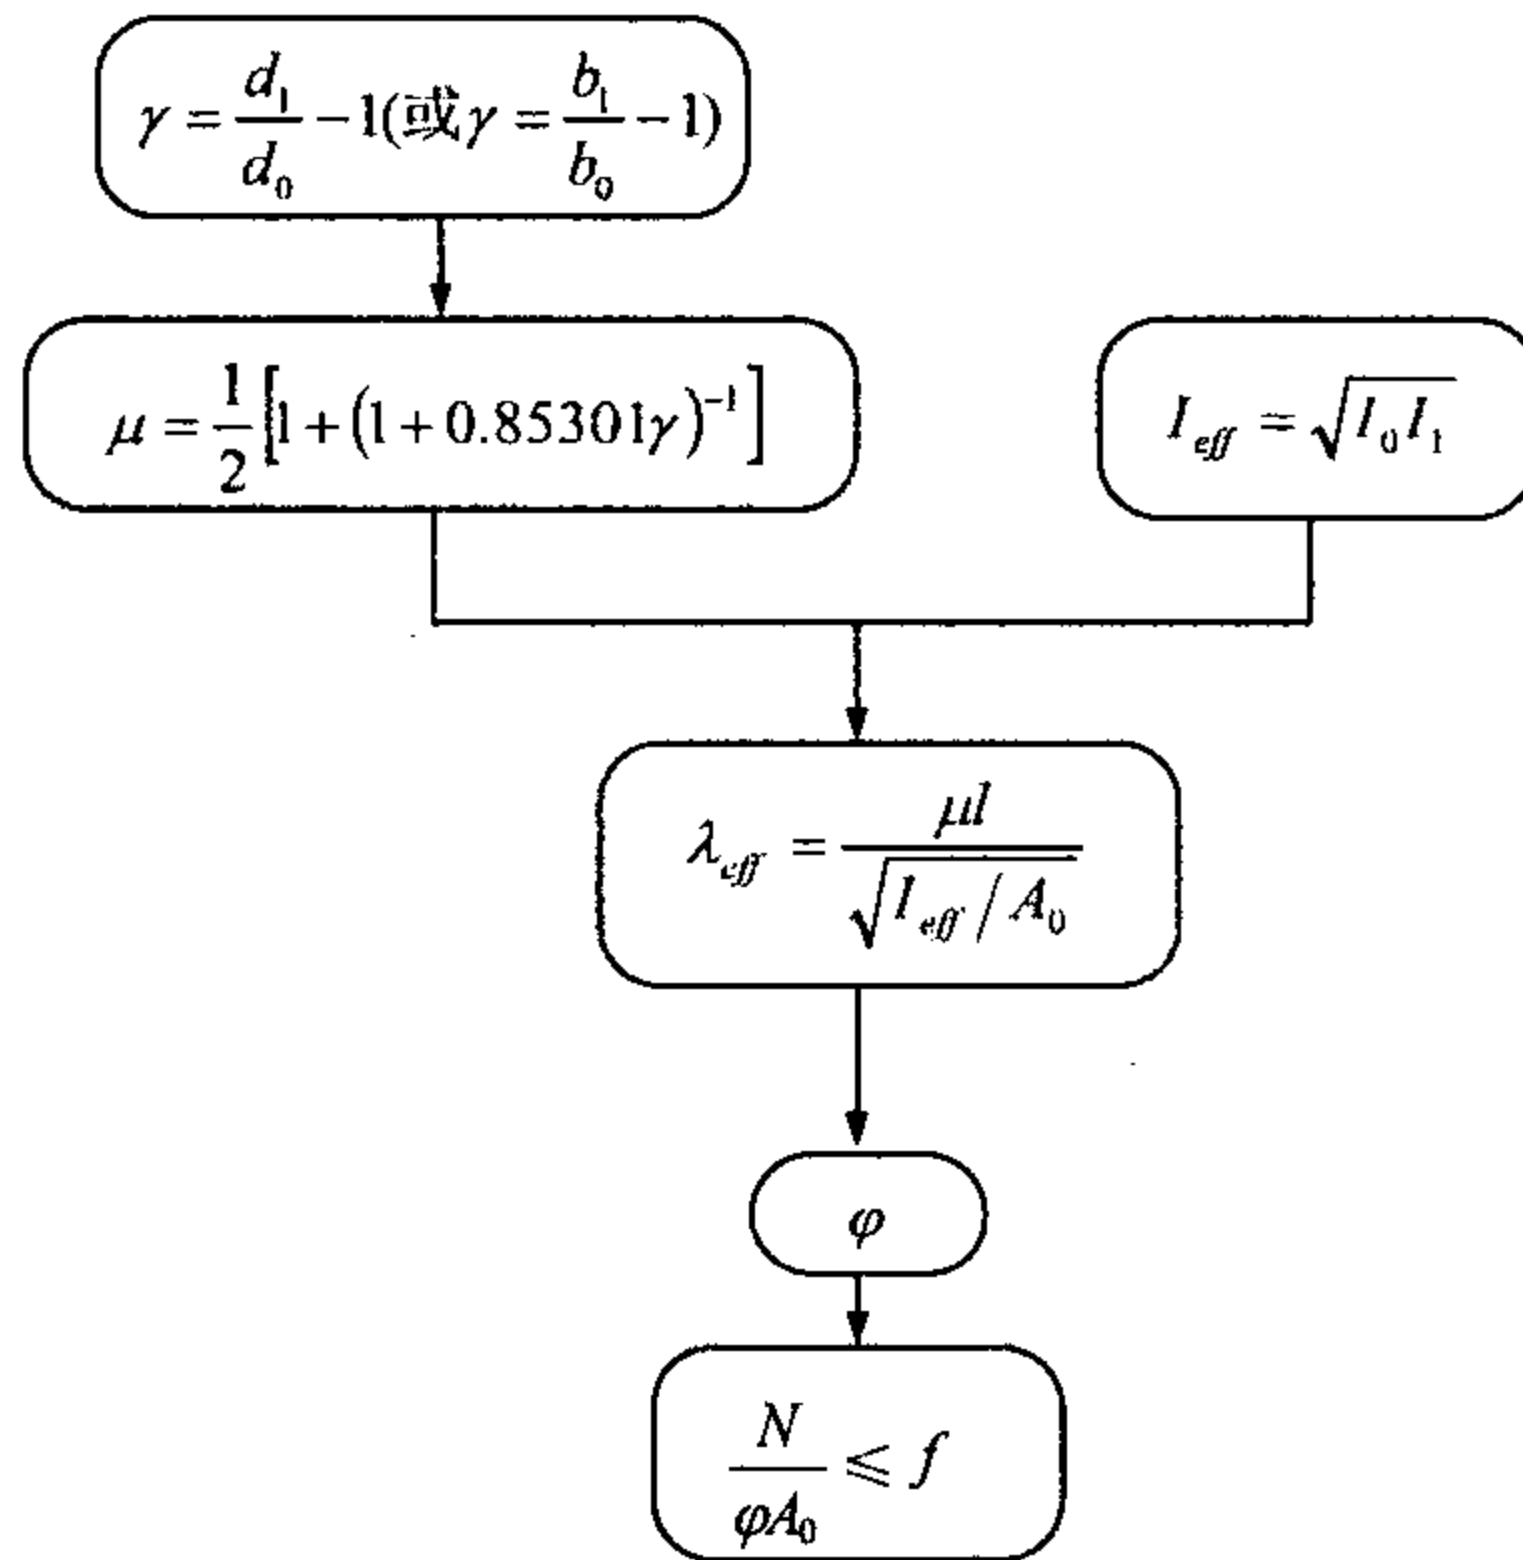 γ = d₁/d₀ − 1(或γ = b₁/b₀ − 1)
μ = 1/2 [1 + (1 + 0.85301γ)⁻¹]
I_eff = √(I₀I₁)
λ_eff = μl / √(I_eff / A₀)
φ
N/(φA₀) ⩽ f